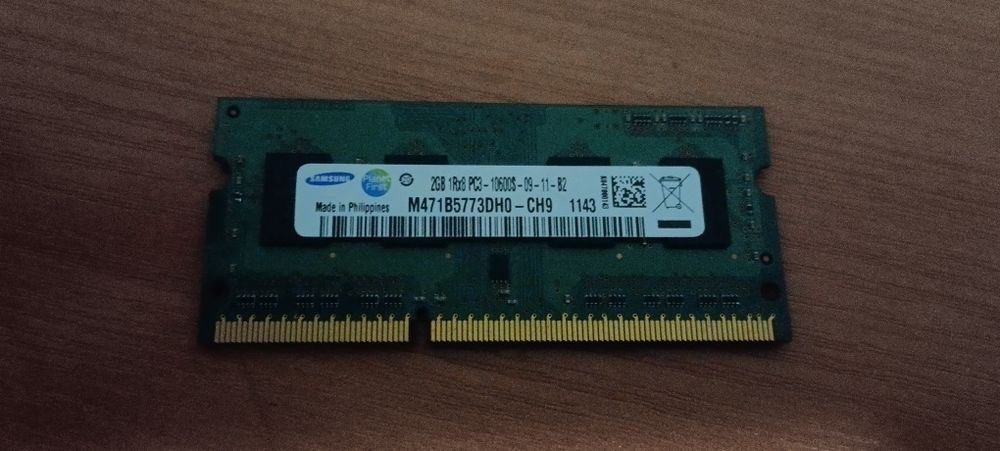 SAMSUNG
Planet
First
2GB 1Rx8 PC3-10600S-09-11-B2
Made in Philippines
M471B5773DH0-CH9 1143